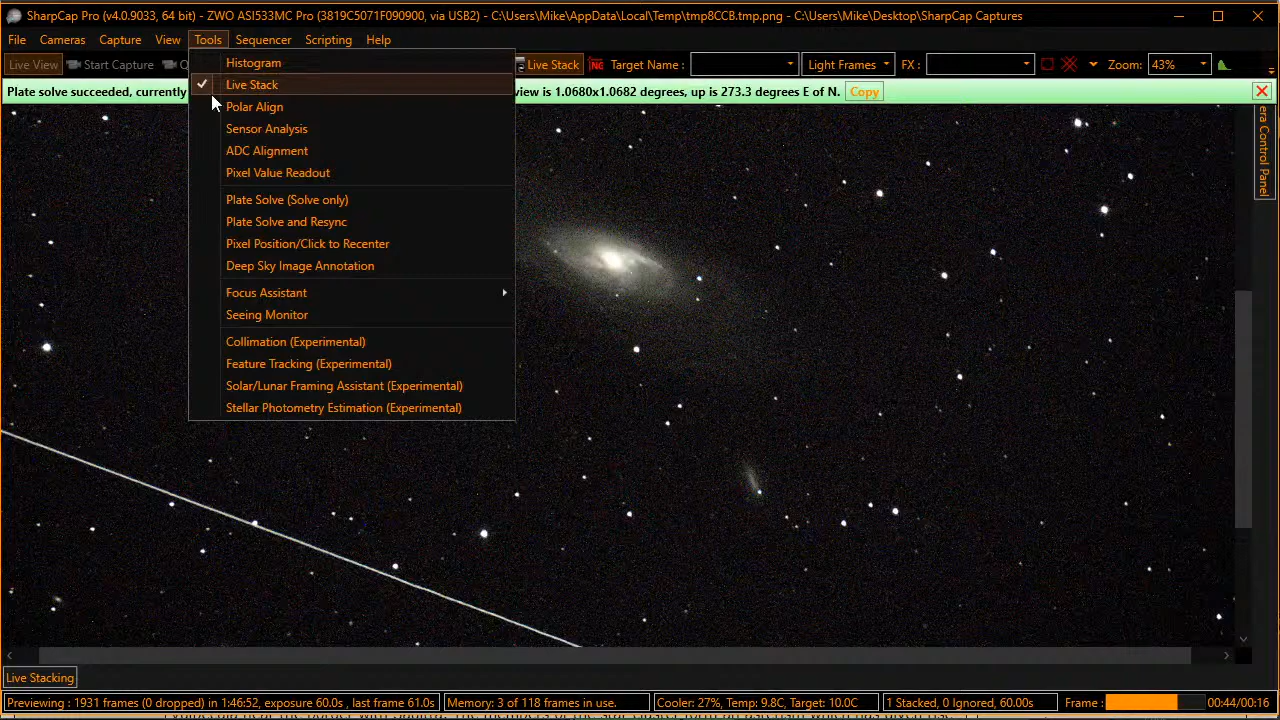 SharpCap Pro (v4.0.9033, 64 bit) - ZWO ASI533MC Pro (3819C5071F090900, via USB2) - C:\Users\Mike\AppData\Local\Temp\tmp8CCB.tmp.png - C:\Users\Mike\Desktop\SharpCap Captures
File Cameras Capture View Tools Sequencer Scripting Help
Live View Start Capture Live Stack Target Name : Light Frames FX : Zoom: 43%
Plate solve succeeded, currently view is 1.0680x1.0682 degrees, up is 273.3 degrees E of N. Copy
Histogram
Live Stack
Polar Align
Sensor Analysis
ADC Alignment
Pixel Value Readout
Plate Solve (Solve only)
Plate Solve and Resync
Pixel Position/Click to Recenter
Deep Sky Image Annotation
Focus Assistant
Seeing Monitor
Collimation (Experimental)
Feature Tracking (Experimental)
Solar/Lunar Framing Assistant (Experimental)
Stellar Photometry Estimation (Experimental)
era Control Panel
Live Stacking
Previewing : 1931 frames (0 dropped) in 1:46:52, exposure 60.0s , last frame 61.0s Memory: 3 of 118 frames in use. Cooler: 27%, Temp: 9.8C, Target: 10.0C 1 Stacked, 0 Ignored, 60.00s Frame : 00:44/00:16